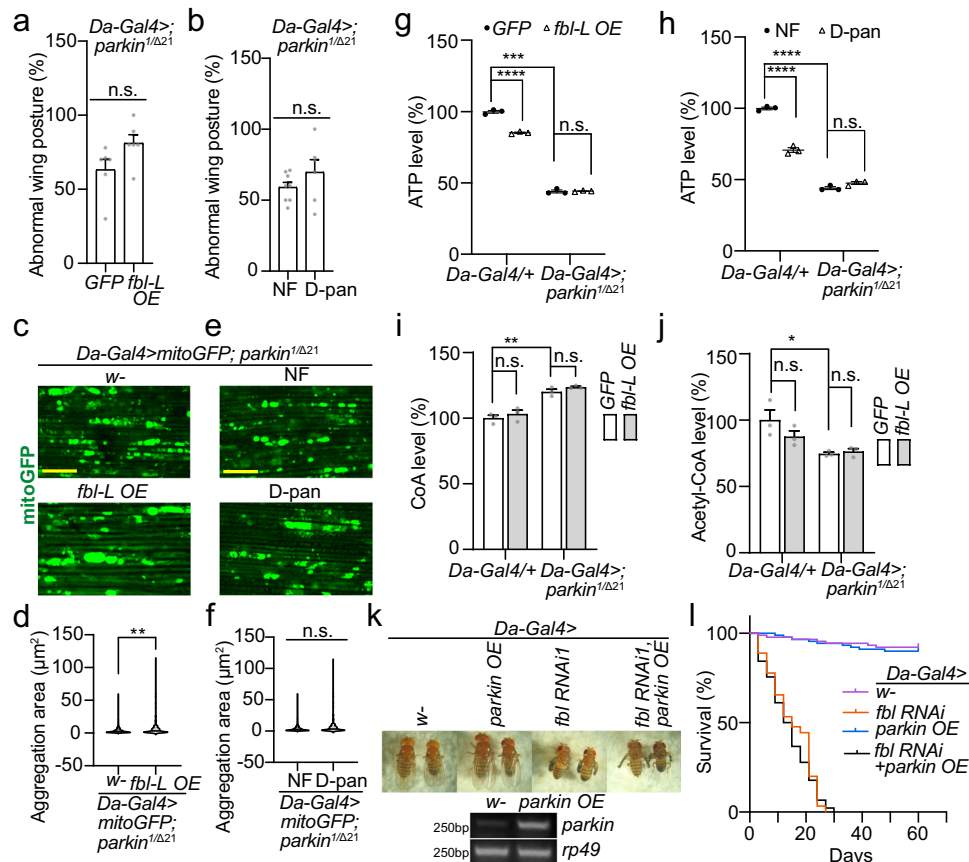 a
Da-Gal4>;
parkin1/Δ21
Abnormal wing posture (%)
150
100
50
0
n.s.
GFP fbl-L
OE
b
Da-Gal4>;
parkin1/Δ21
Abnormal wing posture (%)
150
100
50
0
n.s.
NF D-pan
g
GFP fbl-L OE
ATP level (%)
150
100
50
0
***
****
n.s.
Da-Gal4/+ Da-Gal4>;
parkin1/Δ21
h
NF D-pan
ATP level (%)
150
100
50
0
****
****
n.s.
Da-Gal4/+ Da-Gal4>;
parkin1/Δ21
c e
Da-Gal4>mitoGFP; parkin1/Δ21
w- NF
fbl-L OE D-pan
mitoGFP
i
CoA level (%)
150
100
50
0
**
n.s. n.s.
GFP
fbl-L OE
Da-Gal4/+ Da-Gal4>;
parkin1/Δ21
j
Acetyl-CoA level (%)
150
100
50
0
*
n.s. n.s.
GFP
fbl-L OE
Da-Gal4/+ Da-Gal4>;
parkin1/Δ21
d
Aggregation area (µm2)
150
100
50
0
-50
**
w- fbl-L OE
Da-Gal4>
mitoGFP;
parkin1/Δ21
f
Aggregation area (µm2)
150
100
50
0
-50
n.s.
NF D-pan
Da-Gal4>
mitoGFP;
parkin1/Δ21
k
Da-Gal4>
w-
parkin OE
fbl RNAi1
fbl RNAi1,
parkin OE
w- parkin OE
250bp parkin
250bp rp49
l
Survival (%)
100
50
0
0 20 40 60
Days
Da-Gal4>
w-
fbl RNAi
parkin OE
fbl RNAi
+parkin OE